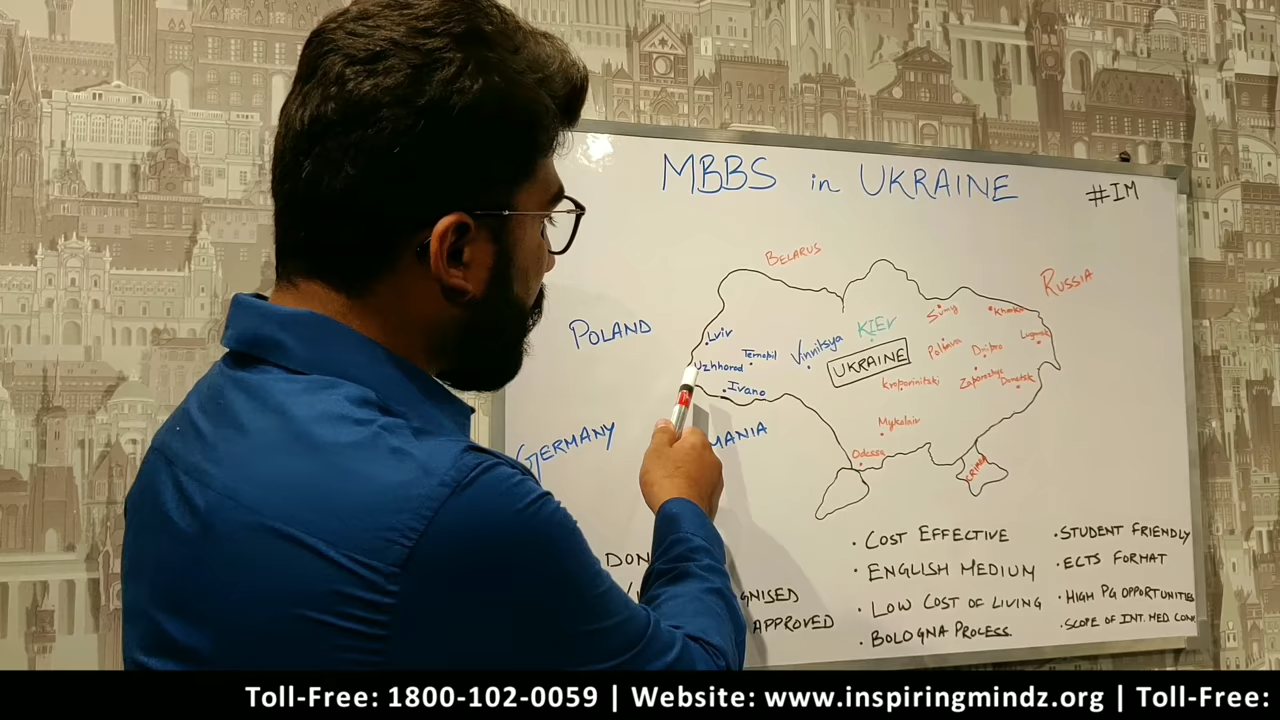 MBBS in UKRAINE
#IM
BELARUS
RUSSIA
POLAND
KIEV
Sumy
Kharkiv
Lviv
Ternopil
Vinnitsya
UKRAINE
Poltava
Dnipro
Lugansk
Uzhhorod
Ivano
Kroporinitski
Zaporozhye
Donetsk
GERMANY
MANIA
Mykolaiv
Odessa
CRIMEA
DON
GNISED
APPROVED
· COST EFFECTIVE
· ENGLISH MEDIUM
· LOW COST OF LIVING
· BOLOGNA PROCESS.
· STUDENT FRIENDLY
· ECTS FORMAT
· HIGH PG OPPORTUNITIES
· SCOPE OF INT. MED
Toll-Free: 1800-102-0059 | Website: www.inspiringmindz.org | Toll-Free: